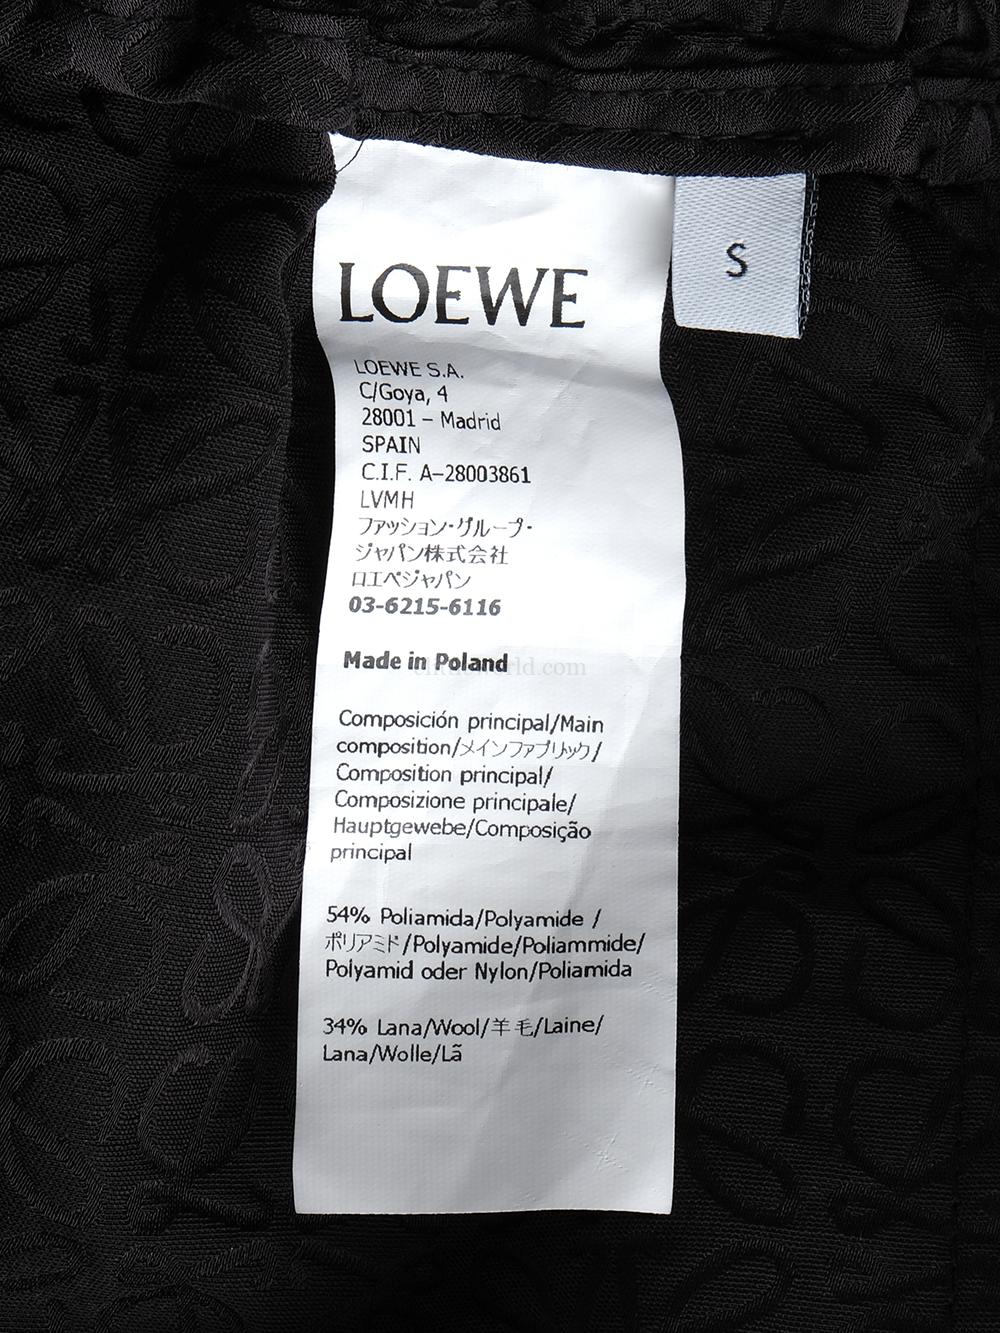 LOEWE
S
LOEWE S.A.
C/Goya, 4
28001 – Madrid
SPAIN
C.I.F. A–28003861
LVMH
ファッション・グループ・
ジャパン株式会社
ロエベジャパン
03-6215-6116
Made in Poland
Composición principal/Main
composition/メインファブリック/
Composition principal/
Composizione principale/
Hauptgewebe/Composição
principal
54% Poliamida/Polyamide /
ポリアミド/Polyamide/Poliammide/
Polyamid oder Nylon/Poliamida
34% Lana/Wool/羊毛/Laine/
Lana/Wolle/Lã